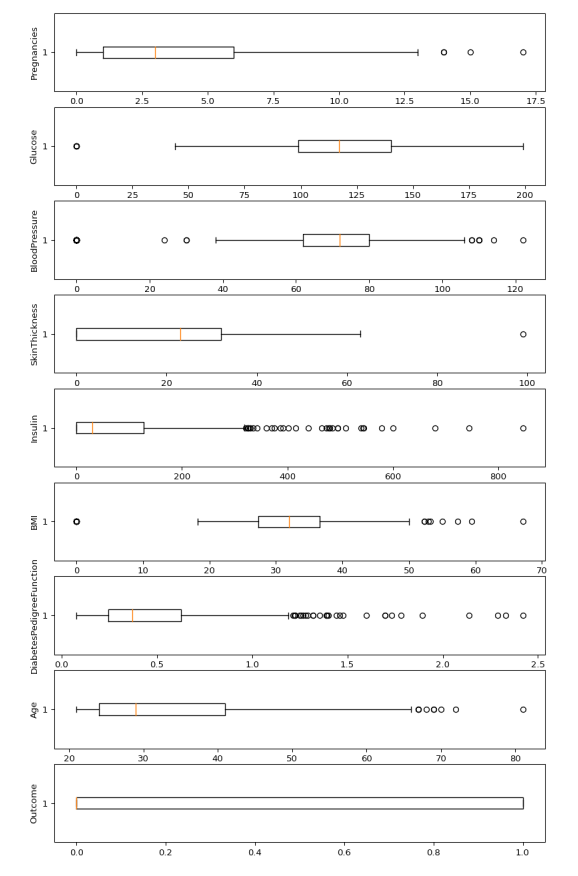 Pregnancies
1
0.0 2.5 5.0 7.5 10.0 12.5 15.0 17.5
Glucose
1
0 25 50 75 100 125 150 175 200
BloodPressure
1
0 20 40 60 80 100 120
SkinThickness
1
0 20 40 60 80 100
Insulin
1
0 200 400 600 800
BMI
1
0 10 20 30 40 50 60 70
DiabetesPedigreeFunction
1
0.0 0.5 1.0 1.5 2.0 2.5
Age
1
20 30 40 50 60 70 80
Outcome
1
0.0 0.2 0.4 0.6 0.8 1.0